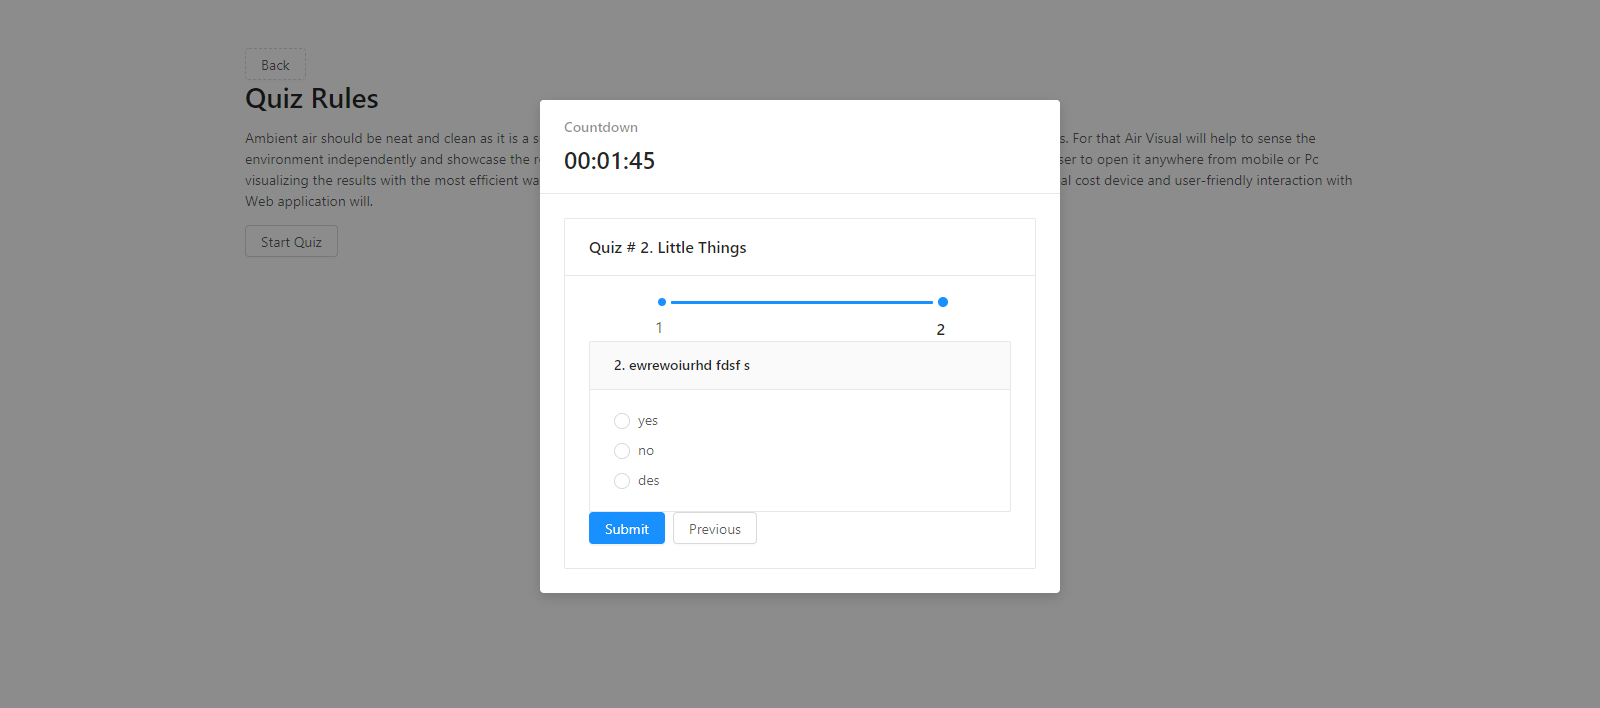 Back
Quiz Rules
Ambient air should be neat and clean as it is a s. For that Air Visual will help to sense the
environment independently and showcase the r ser to open it anywhere from mobile or Pc
visualizing the results with the most efficient wa al cost device and user-friendly interaction with
Web application will.
Start Quiz
Countdown
00:01:45
Quiz # 2. Little Things
1
2
2. ewrewoiurhd fdsf s
yes
no
des
Submit
Previous